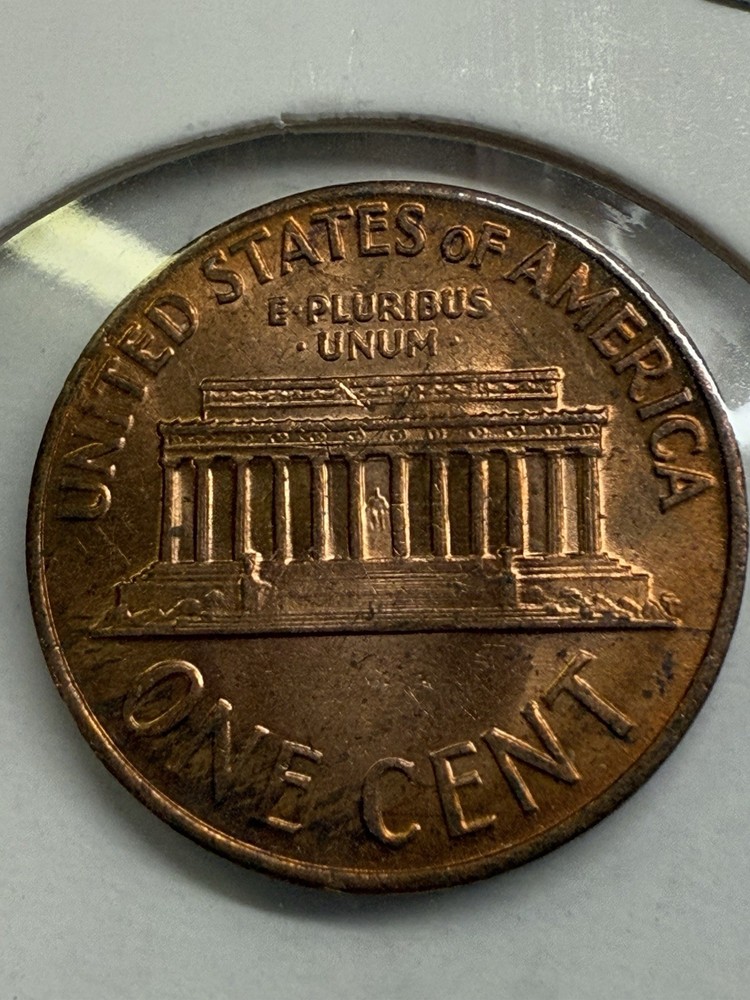 UNITED STATES OF AMERICA
E·PLURIBUS
·UNUM·
ONE CENT